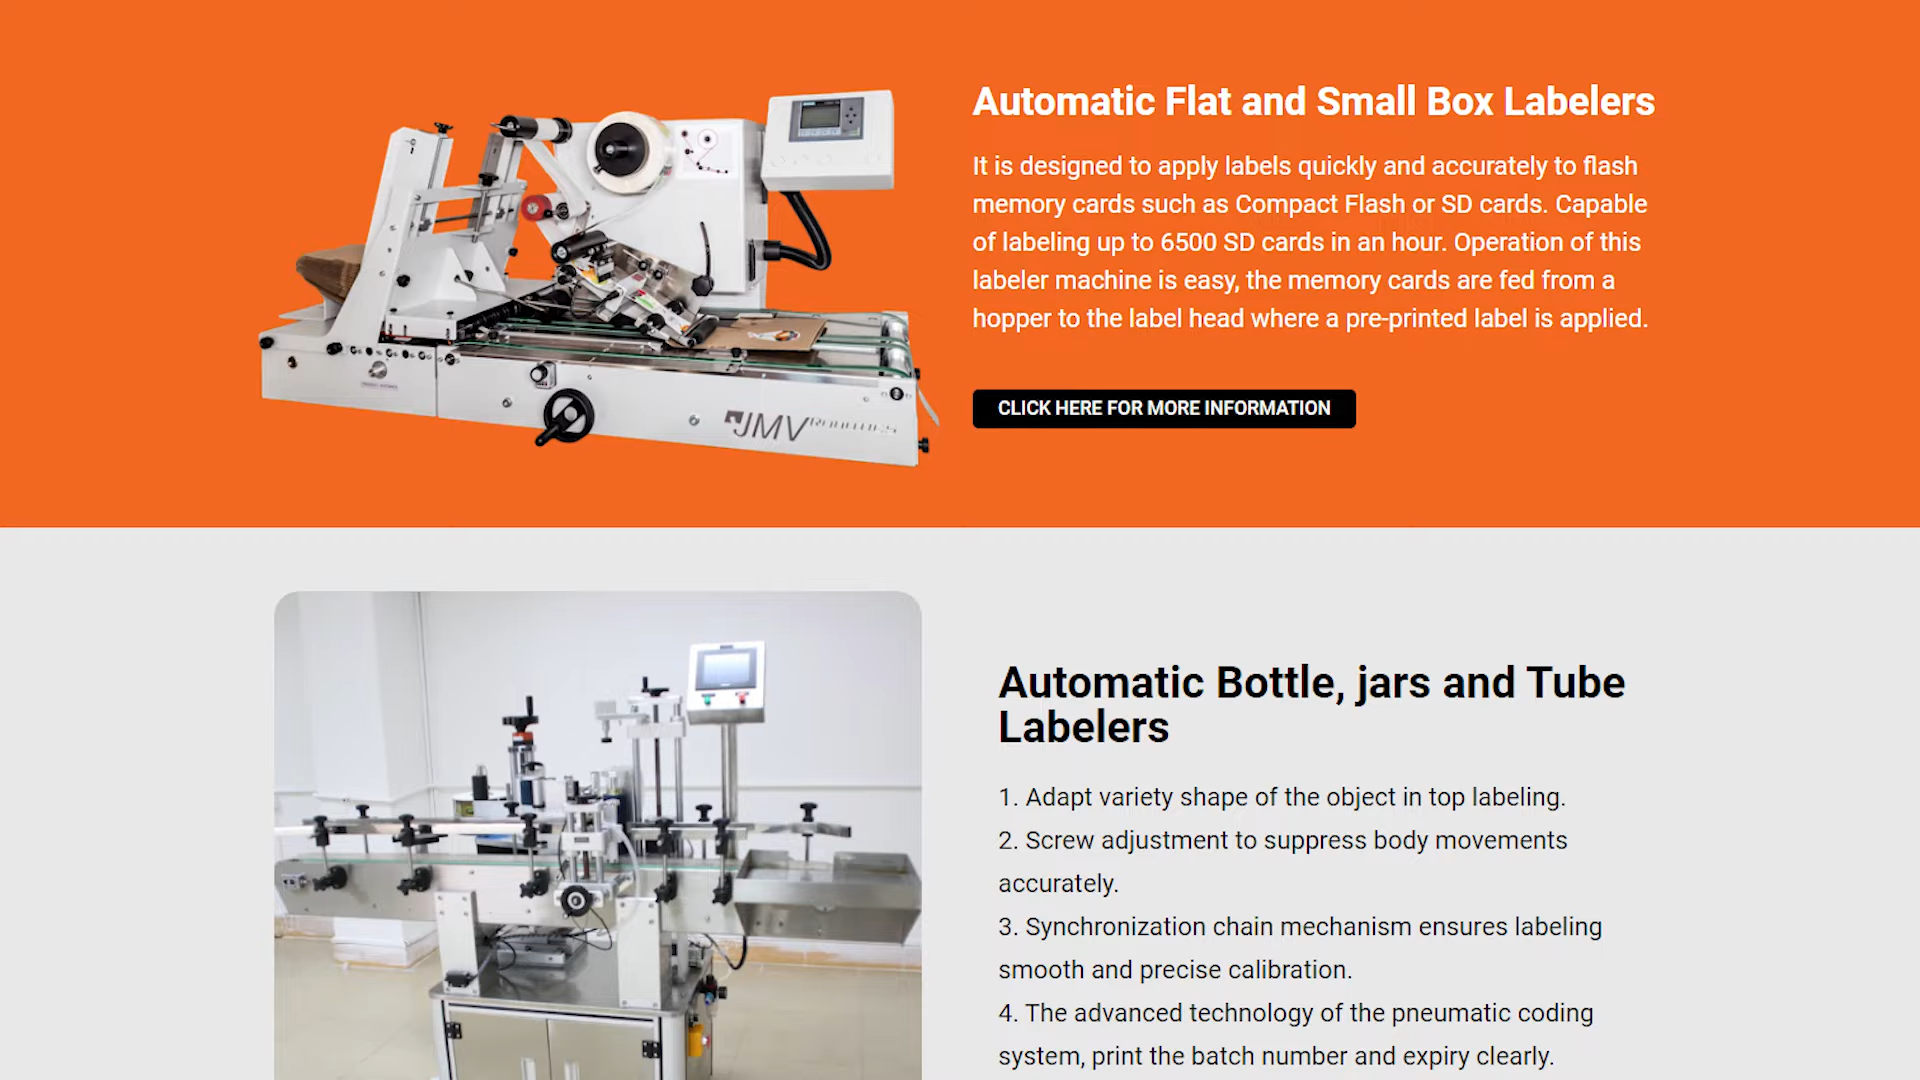 Automatic Flat and Small Box Labelers
It is designed to apply labels quickly and accurately to flash
memory cards such as Compact Flash or SD cards. Capable
of labeling up to 6500 SD cards in an hour. Operation of this
labeler machine is easy, the memory cards are fed from a
hopper to the label head where a pre-printed label is applied.
CLICK HERE FOR MORE INFORMATION
JMV ROBOTICS
Automatic Bottle, jars and Tube
Labelers
1. Adapt variety shape of the object in top labeling.
2. Screw adjustment to suppress body movements
accurately.
3. Synchronization chain mechanism ensures labeling
smooth and precise calibration.
4. The advanced technology of the pneumatic coding
system, print the batch number and expiry clearly.